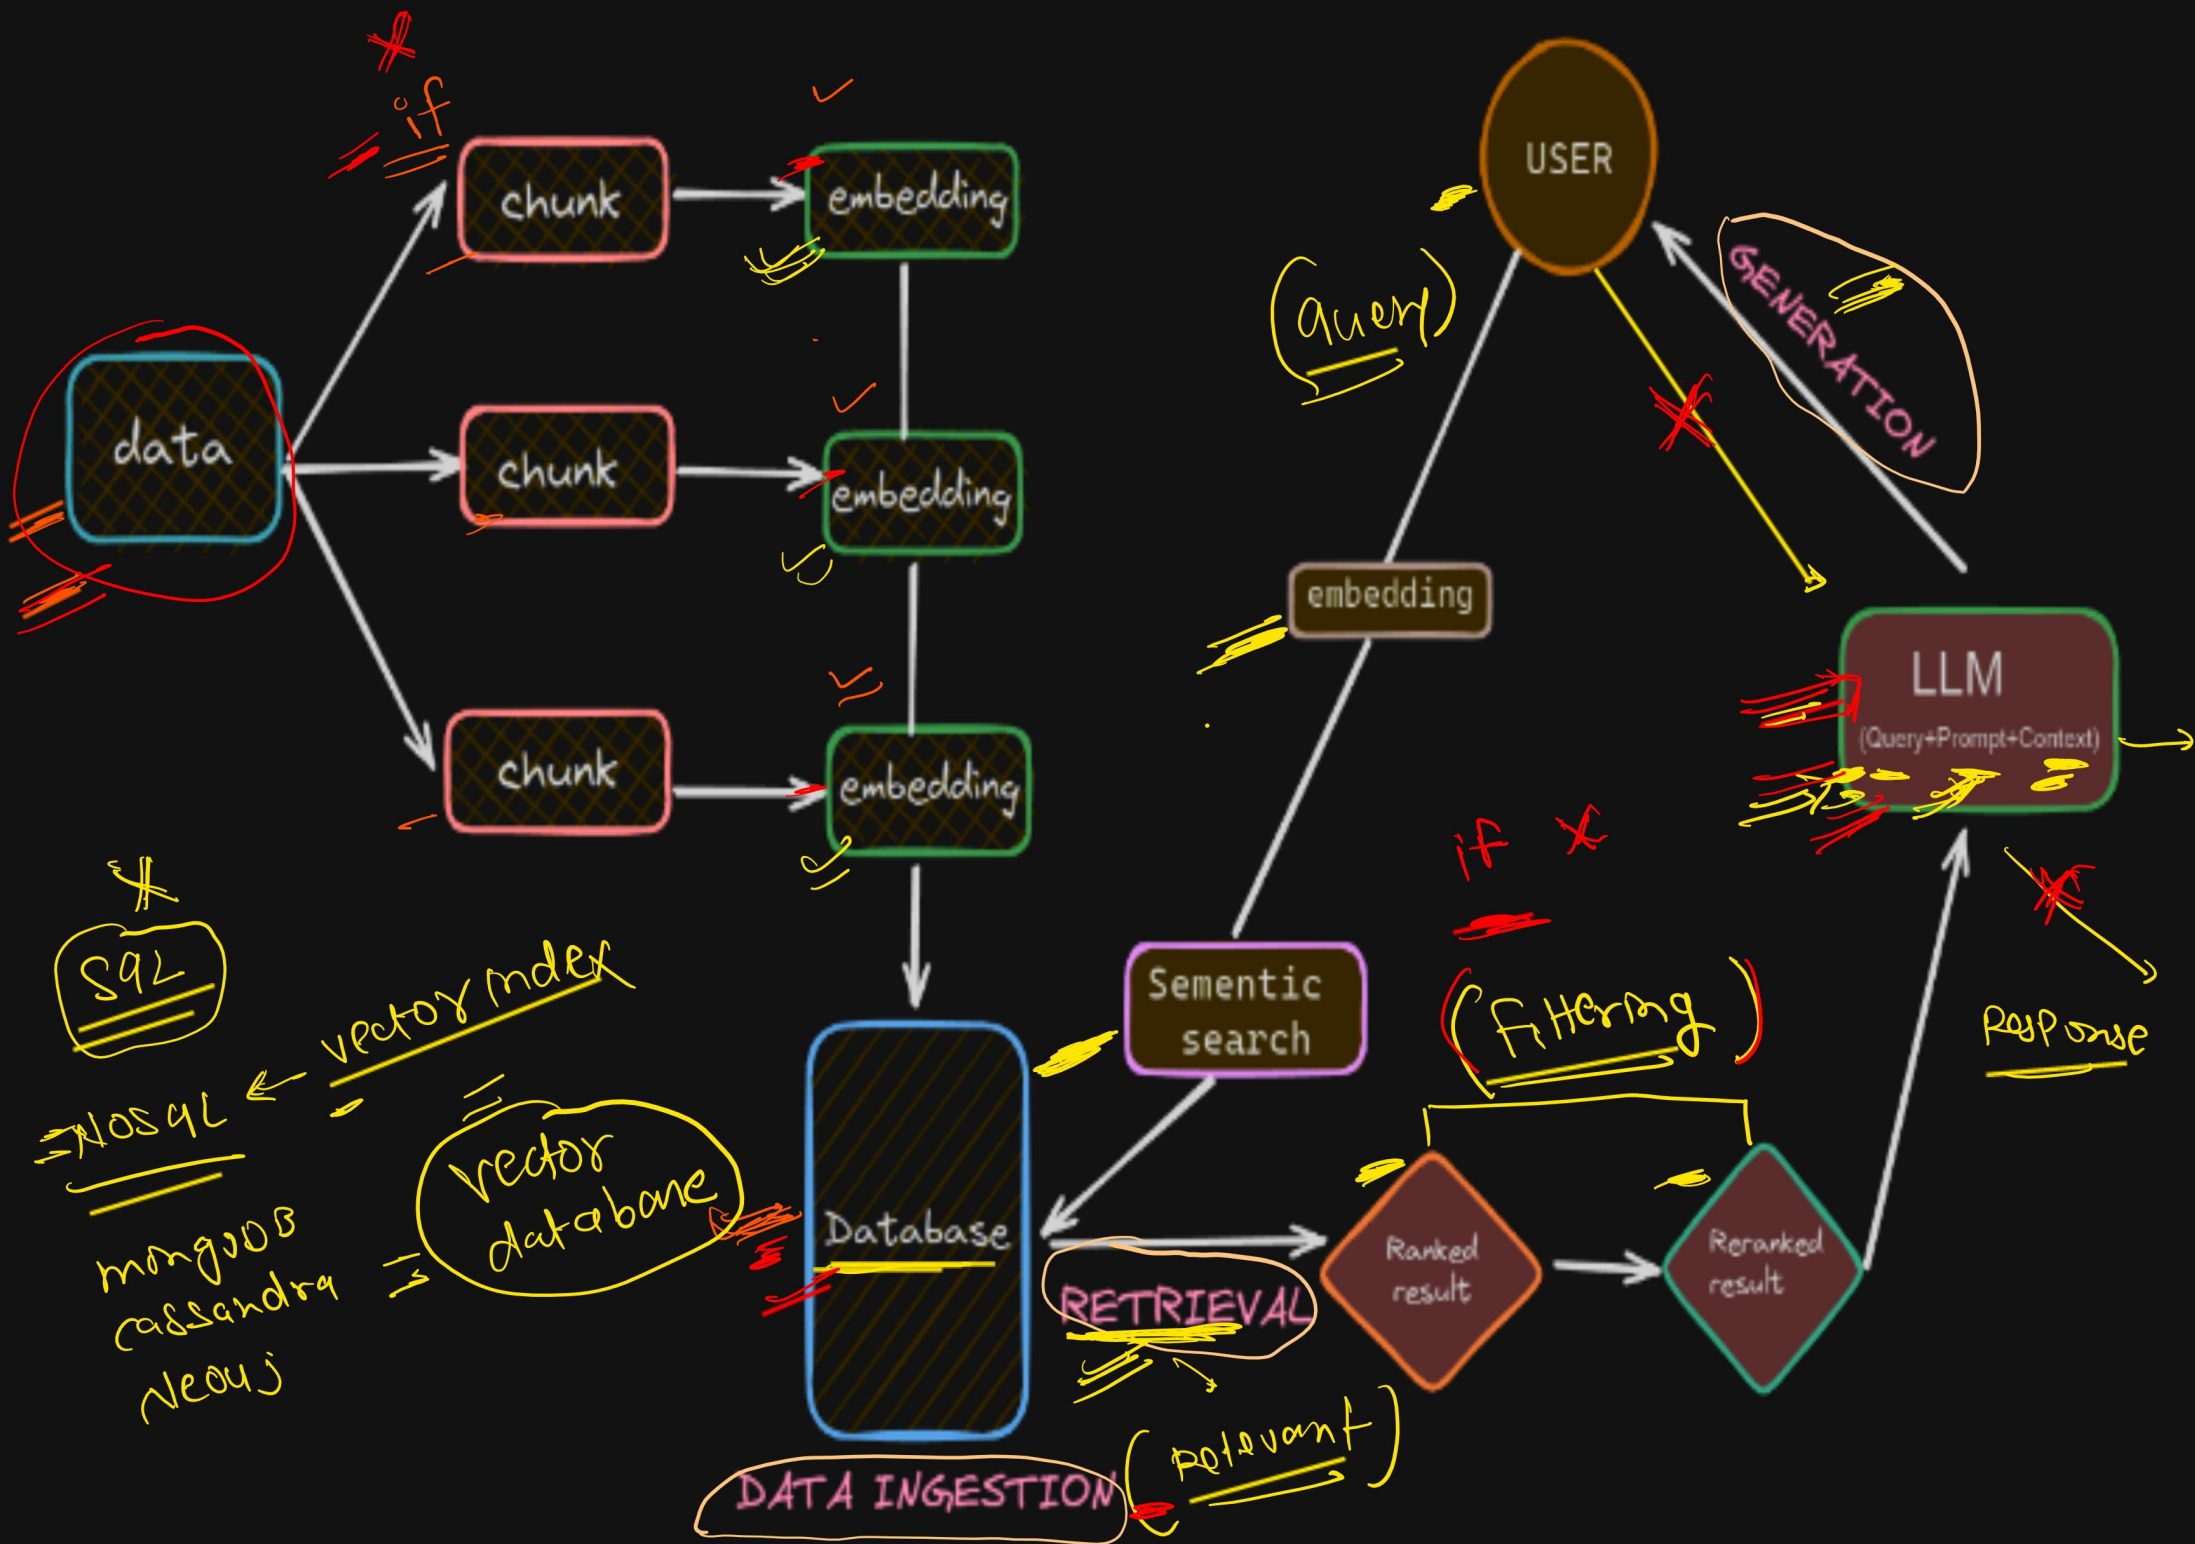 if
chunk
embedding
data
chunk
embedding
chunk
embedding
SQL
vector index
NOSQL
mongoDB
cassandra
Neo4j
vector
database
Database
DATA INGESTION
USER
(Query)
GENERATION
embedding
LLM
(Query+Prompt+Context)
if
Sementic
search
(Filtering)
Response
RETRIEVAL
Ranked
result
Reranked
result
(Relevant)